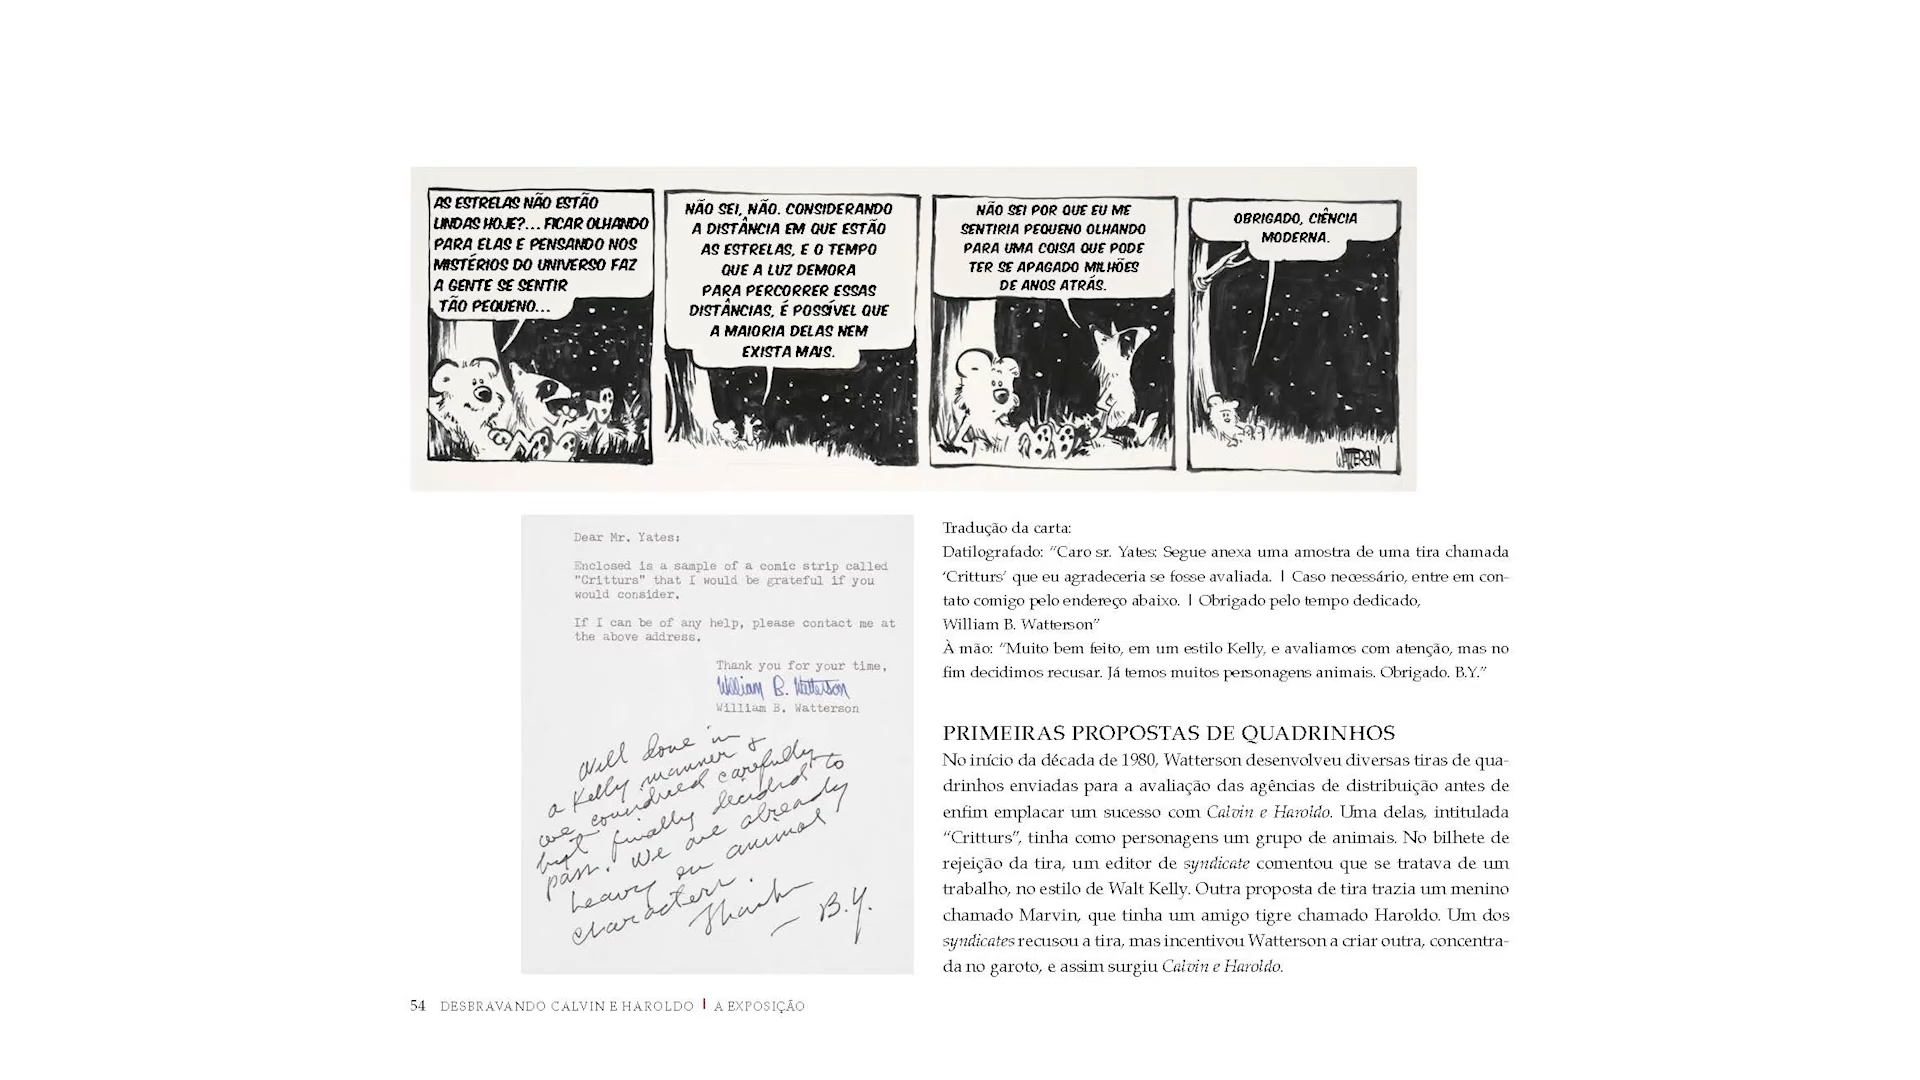 AS ESTRELAS NÃO ESTÃO
LINDAS HOJE?... FICAR OLHANDO
PARA ELAS E PENSANDO NOS
MISTÉRIOS DO UNIVERSO FAZ
A GENTE SE SENTIR
TÃO PEQUENO...
NÃO SEI, NÃO. CONSIDERANDO
A DISTÂNCIA EM QUE ESTÃO
AS ESTRELAS, E O TEMPO
QUE A LUZ DEMORA
PARA PERCORRER ESSAS
DISTÂNCIAS, É POSSÍVEL QUE
A MAIORIA DELAS NEM
EXISTA MAIS.
NÃO SEI POR QUE EU ME
SENTIRIA PEQUENO OLHANDO
PARA UMA COISA QUE PODE
TER SE APAGADO MILHÕES
DE ANOS ATRÁS.
OBRIGADO, CIÊNCIA
MODERNA.
WATTERSON
Dear Mr. Yates:
Enclosed is a sample of a comic strip called
"Critturs" that I would be grateful if you
would consider.
If I can be of any help, please contact me at
the above address.
Thank you for your time,
William B. Watterson
William B. Watterson
Well done in
a Kelly manner &
we considered carefully
but finally decided to
pass. We are already
heavy on animal
characters.
Thanks
— B.Y.
Tradução da carta:
Datilografado: “Caro sr. Yates: Segue anexa uma amostra de uma tira chamada
‘Critturs’ que eu agradeceria se fosse avaliada. | Caso necessário, entre em con-
tato comigo pelo endereço abaixo. | Obrigado pelo tempo dedicado,
William B. Watterson”
À mão: “Muito bem feito, em um estilo Kelly, e avaliamos com atenção, mas no
fim decidimos recusar. Já temos muitos personagens animais. Obrigado. B.Y.”
PRIMEIRAS PROPOSTAS DE QUADRINHOS
No início da década de 1980, Watterson desenvolveu diversas tiras de qua-
drinhos enviadas para a avaliação das agências de distribuição antes de
enfim emplacar um sucesso com Calvin e Haroldo. Uma delas, intitulada
“Critturs”, tinha como personagens um grupo de animais. No bilhete de
rejeição da tira, um editor de syndicate comentou que se tratava de um
trabalho, no estilo de Walt Kelly. Outra proposta de tira trazia um menino
chamado Marvin, que tinha um amigo tigre chamado Haroldo. Um dos
syndicates recusou a tira, mas incentivou Watterson a criar outra, concentra-
da no garoto, e assim surgiu Calvin e Haroldo.
54 DESBRAVANDO CALVIN E HAROLDO | A EXPOSIÇÃO